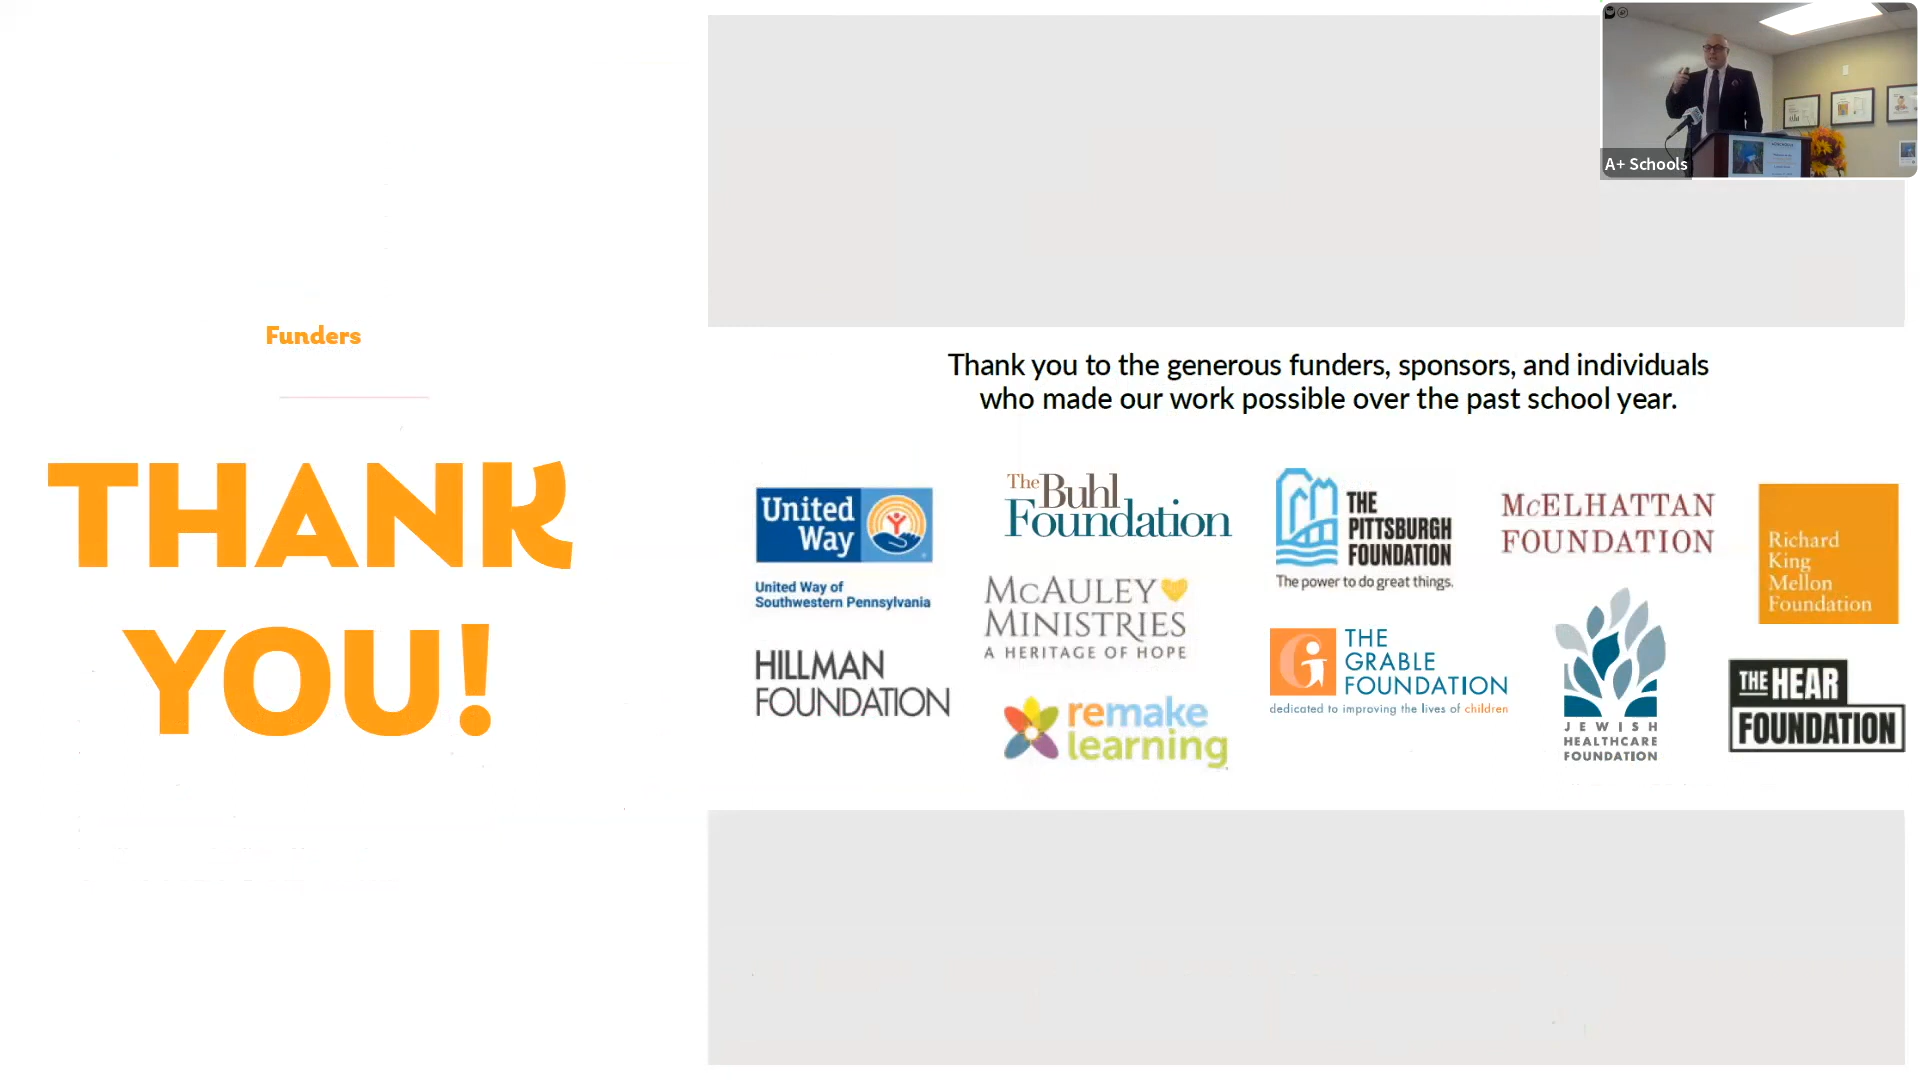 Funders
THANK
YOU!
A+ Schools
Thank you to the generous funders, sponsors, and individuals
who made our work possible over the past school year.
United
Way
United Way of
Southwestern Pennsylvania
HILLMAN
FOUNDATION
The Buhl
Foundation
MCAULEY
MINISTRIES
A HERITAGE OF HOPE
remake
learning
THE
PITTSBURGH
FOUNDATION
The power to do great things.
THE
GRABLE
FOUNDATION
dedicated to improving the lives of children
MCELHATTAN
FOUNDATION
JEWISH
HEALTHCARE
FOUNDATION
Richard
King
Mellon
Foundation
THE HEAR
FOUNDATION